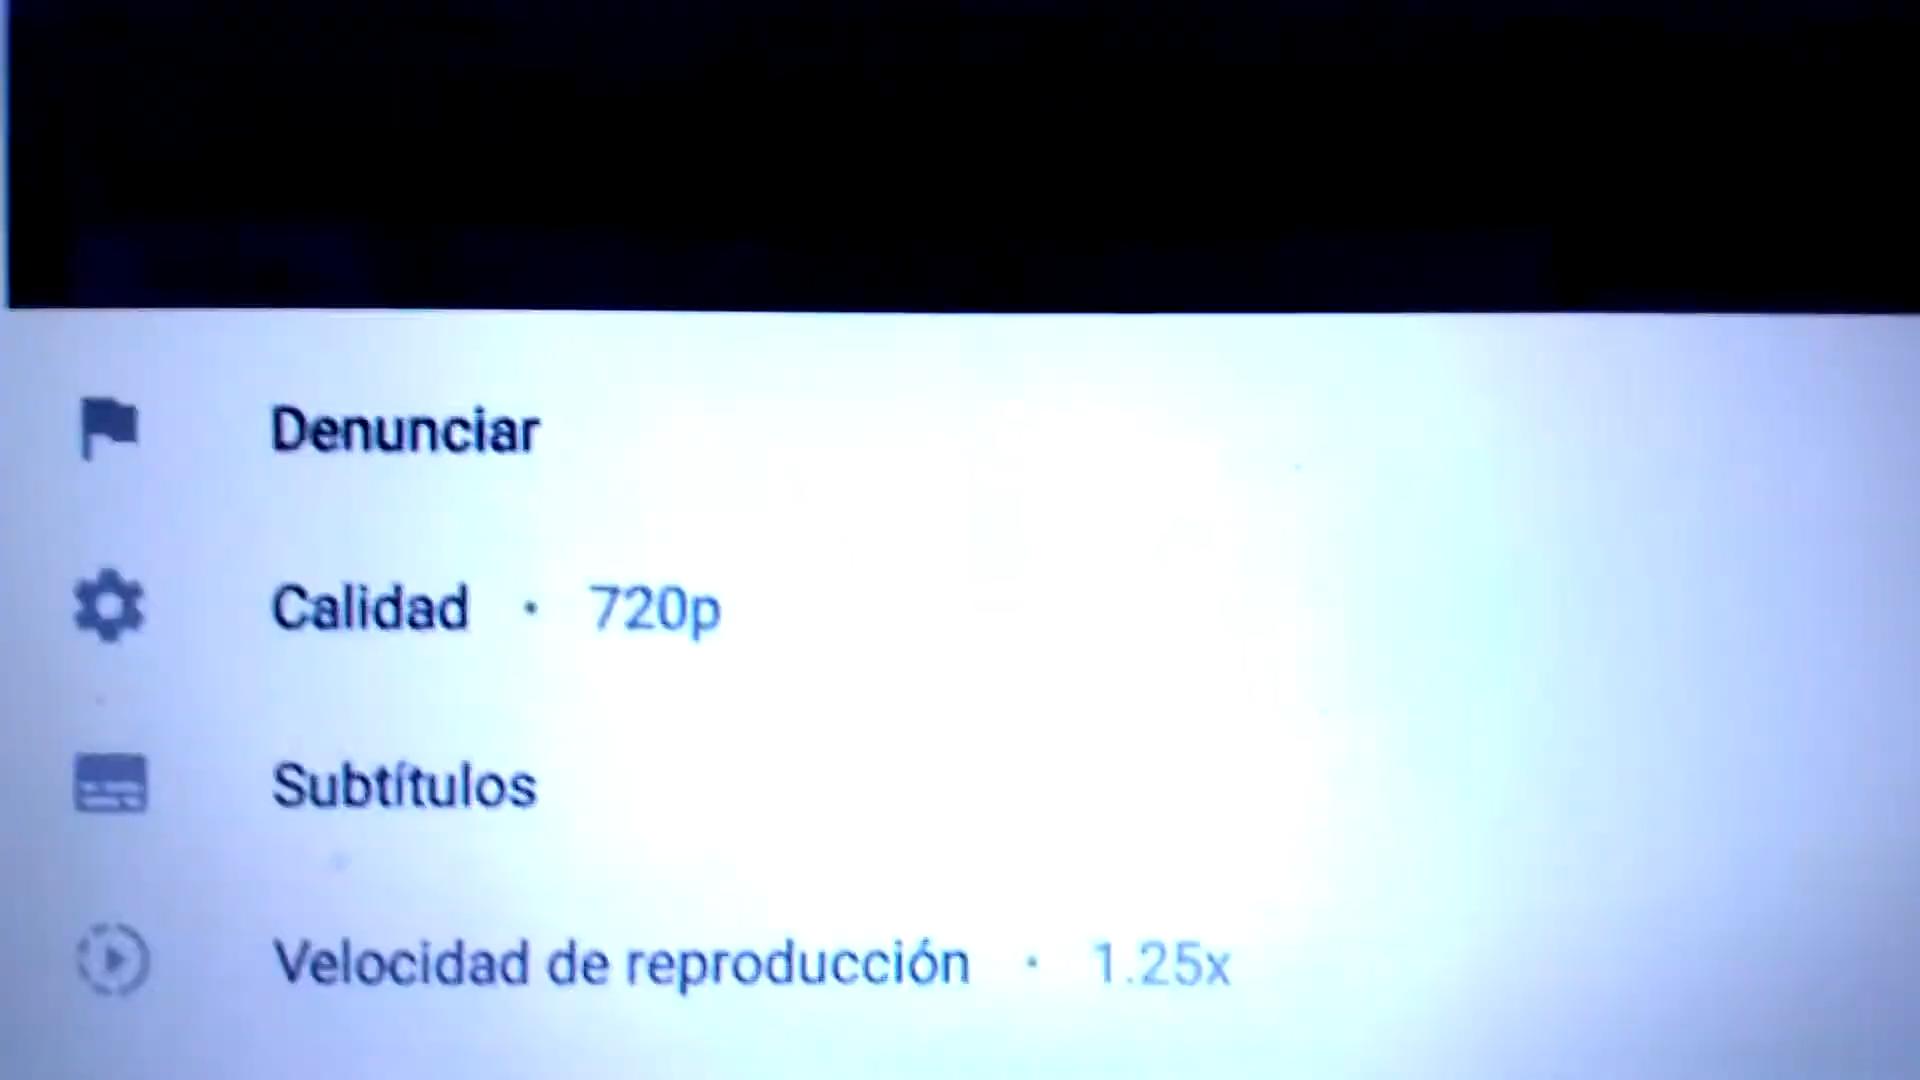 Denunciar
Calidad · 720p
Subtítulos
Velocidad de reproducción · 1.25x